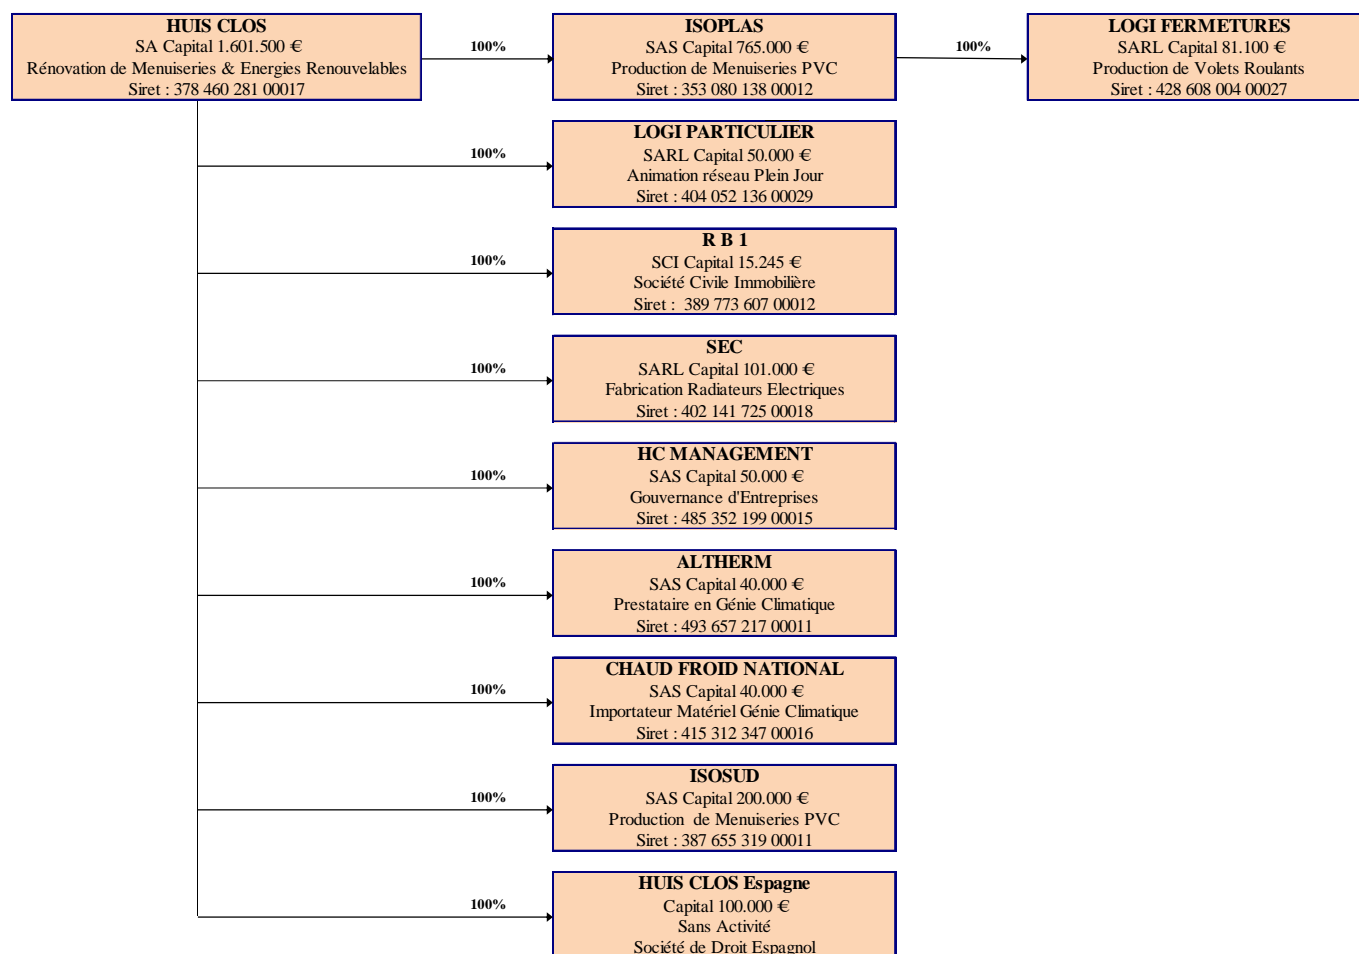 HUIS CLOS
SA Capital 1.601.500 €
Rénovation de Menuiseries & Energies Renouvelables
Siret : 378 460 281 00017
100%
ISOPLAS
SAS Capital 765.000 €
Production de Menuiseries PVC
Siret : 353 080 138 00012
100%
LOGI FERMETURES
SARL Capital 81.100 €
Production de Volets Roulants
Siret : 428 608 004 00027
100%
LOGI PARTICULIER
SARL Capital 50.000 €
Animation réseau Plein Jour
Siret : 404 052 136 00029
100%
R B 1
SCI Capital 15.245 €
Société Civile Immobilière
Siret :  389 773 607 00012
100%
SEC
SARL Capital 101.000 €
Fabrication Radiateurs Electriques
Siret : 402 141 725 00018
100%
HC MANAGEMENT
SAS Capital 50.000 €
Gouvernance d'Entreprises
Siret : 485 352 199 00015
100%
ALTHERM
SAS Capital 40.000 €
Prestataire en Génie Climatique
Siret : 493 657 217 00011
100%
CHAUD FROID NATIONAL
SAS Capital 40.000 €
Importateur Matériel Génie Climatique
Siret : 415 312 347 00016
100%
ISOSUD
SAS Capital 200.000 €
Production  de Menuiseries PVC
Siret : 387 655 319 00011
100%
HUIS CLOS Espagne
Capital 100.000 €
Sans Activité
Société de Droit Espagnol